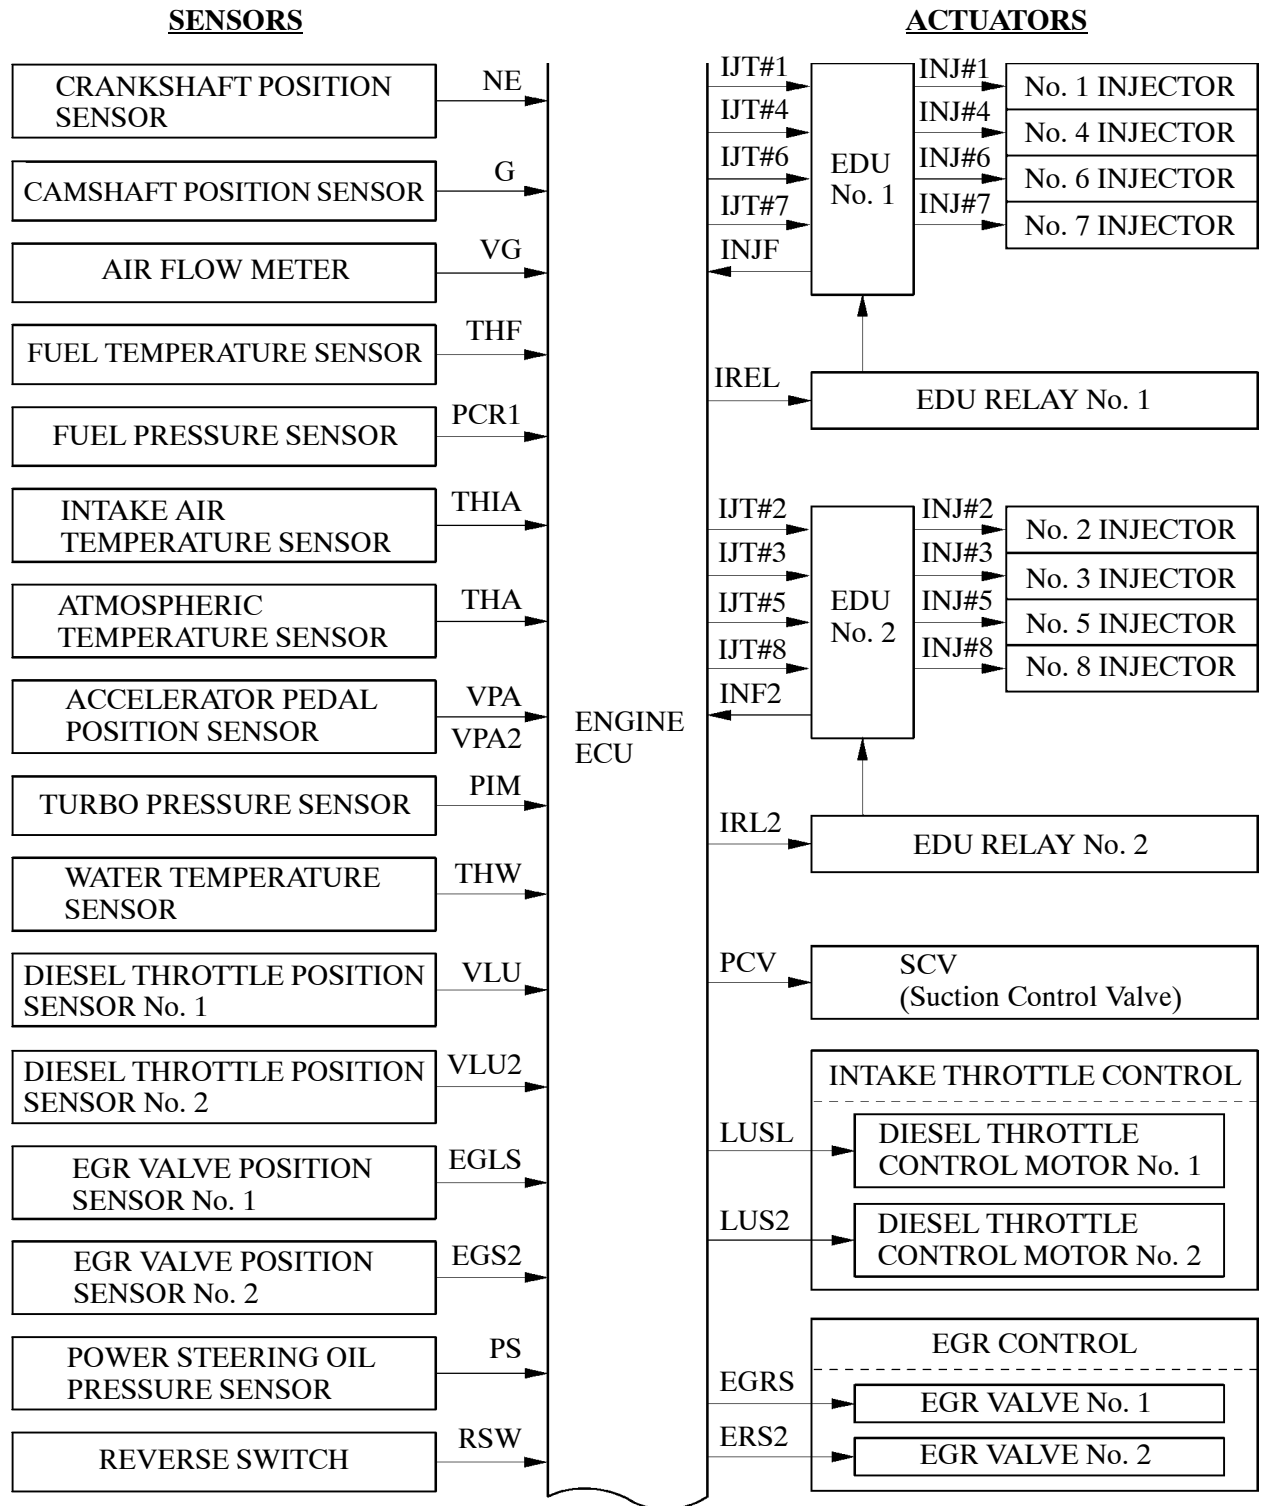 SENSORS
CRANKSHAFT POSITION
SENSOR
NE
CAMSHAFT POSITION SENSOR
G
AIR FLOW METER
VG
FUEL TEMPERATURE SENSOR
THF
FUEL PRESSURE SENSOR
PCR1
INTAKE AIR
TEMPERATURE SENSOR
THIA
ATMOSPHERIC
TEMPERATURE SENSOR
THA
ACCELERATOR PEDAL
POSITION SENSOR
VPA
VPA2
TURBO PRESSURE SENSOR
PIM
WATER TEMPERATURE
SENSOR
THW
DIESEL THROTTLE POSITION
SENSOR No. 1
VLU
DIESEL THROTTLE POSITION
SENSOR No. 2
VLU2
EGR VALVE POSITION
SENSOR No. 1
EGLS
EGR VALVE POSITION
SENSOR No. 2
EGS2
POWER STEERING OIL
PRESSURE SENSOR
PS
REVERSE SWITCH
RSW
ENGINE
ECU
ACTUATORS
IJT#1
IJT#4
IJT#6
IJT#7
INJF
EDU
No. 1
INJ#1
INJ#4
INJ#6
INJ#7
No. 1 INJECTOR
No. 4 INJECTOR
No. 6 INJECTOR
No. 7 INJECTOR
IREL
EDU RELAY No. 1
IJT#2
IJT#3
IJT#5
IJT#8
INF2
EDU
No. 2
INJ#2
INJ#3
INJ#5
INJ#8
No. 2 INJECTOR
No. 3 INJECTOR
No. 5 INJECTOR
No. 8 INJECTOR
IRL2
EDU RELAY No. 2
PCV
SCV
(Suction Control Valve)
INTAKE THROTTLE CONTROL
LUSL
DIESEL THROTTLE
CONTROL MOTOR No. 1
LUS2
DIESEL THROTTLE
CONTROL MOTOR No. 2
EGR CONTROL
EGRS
EGR VALVE No. 1
ERS2
EGR VALVE No. 2